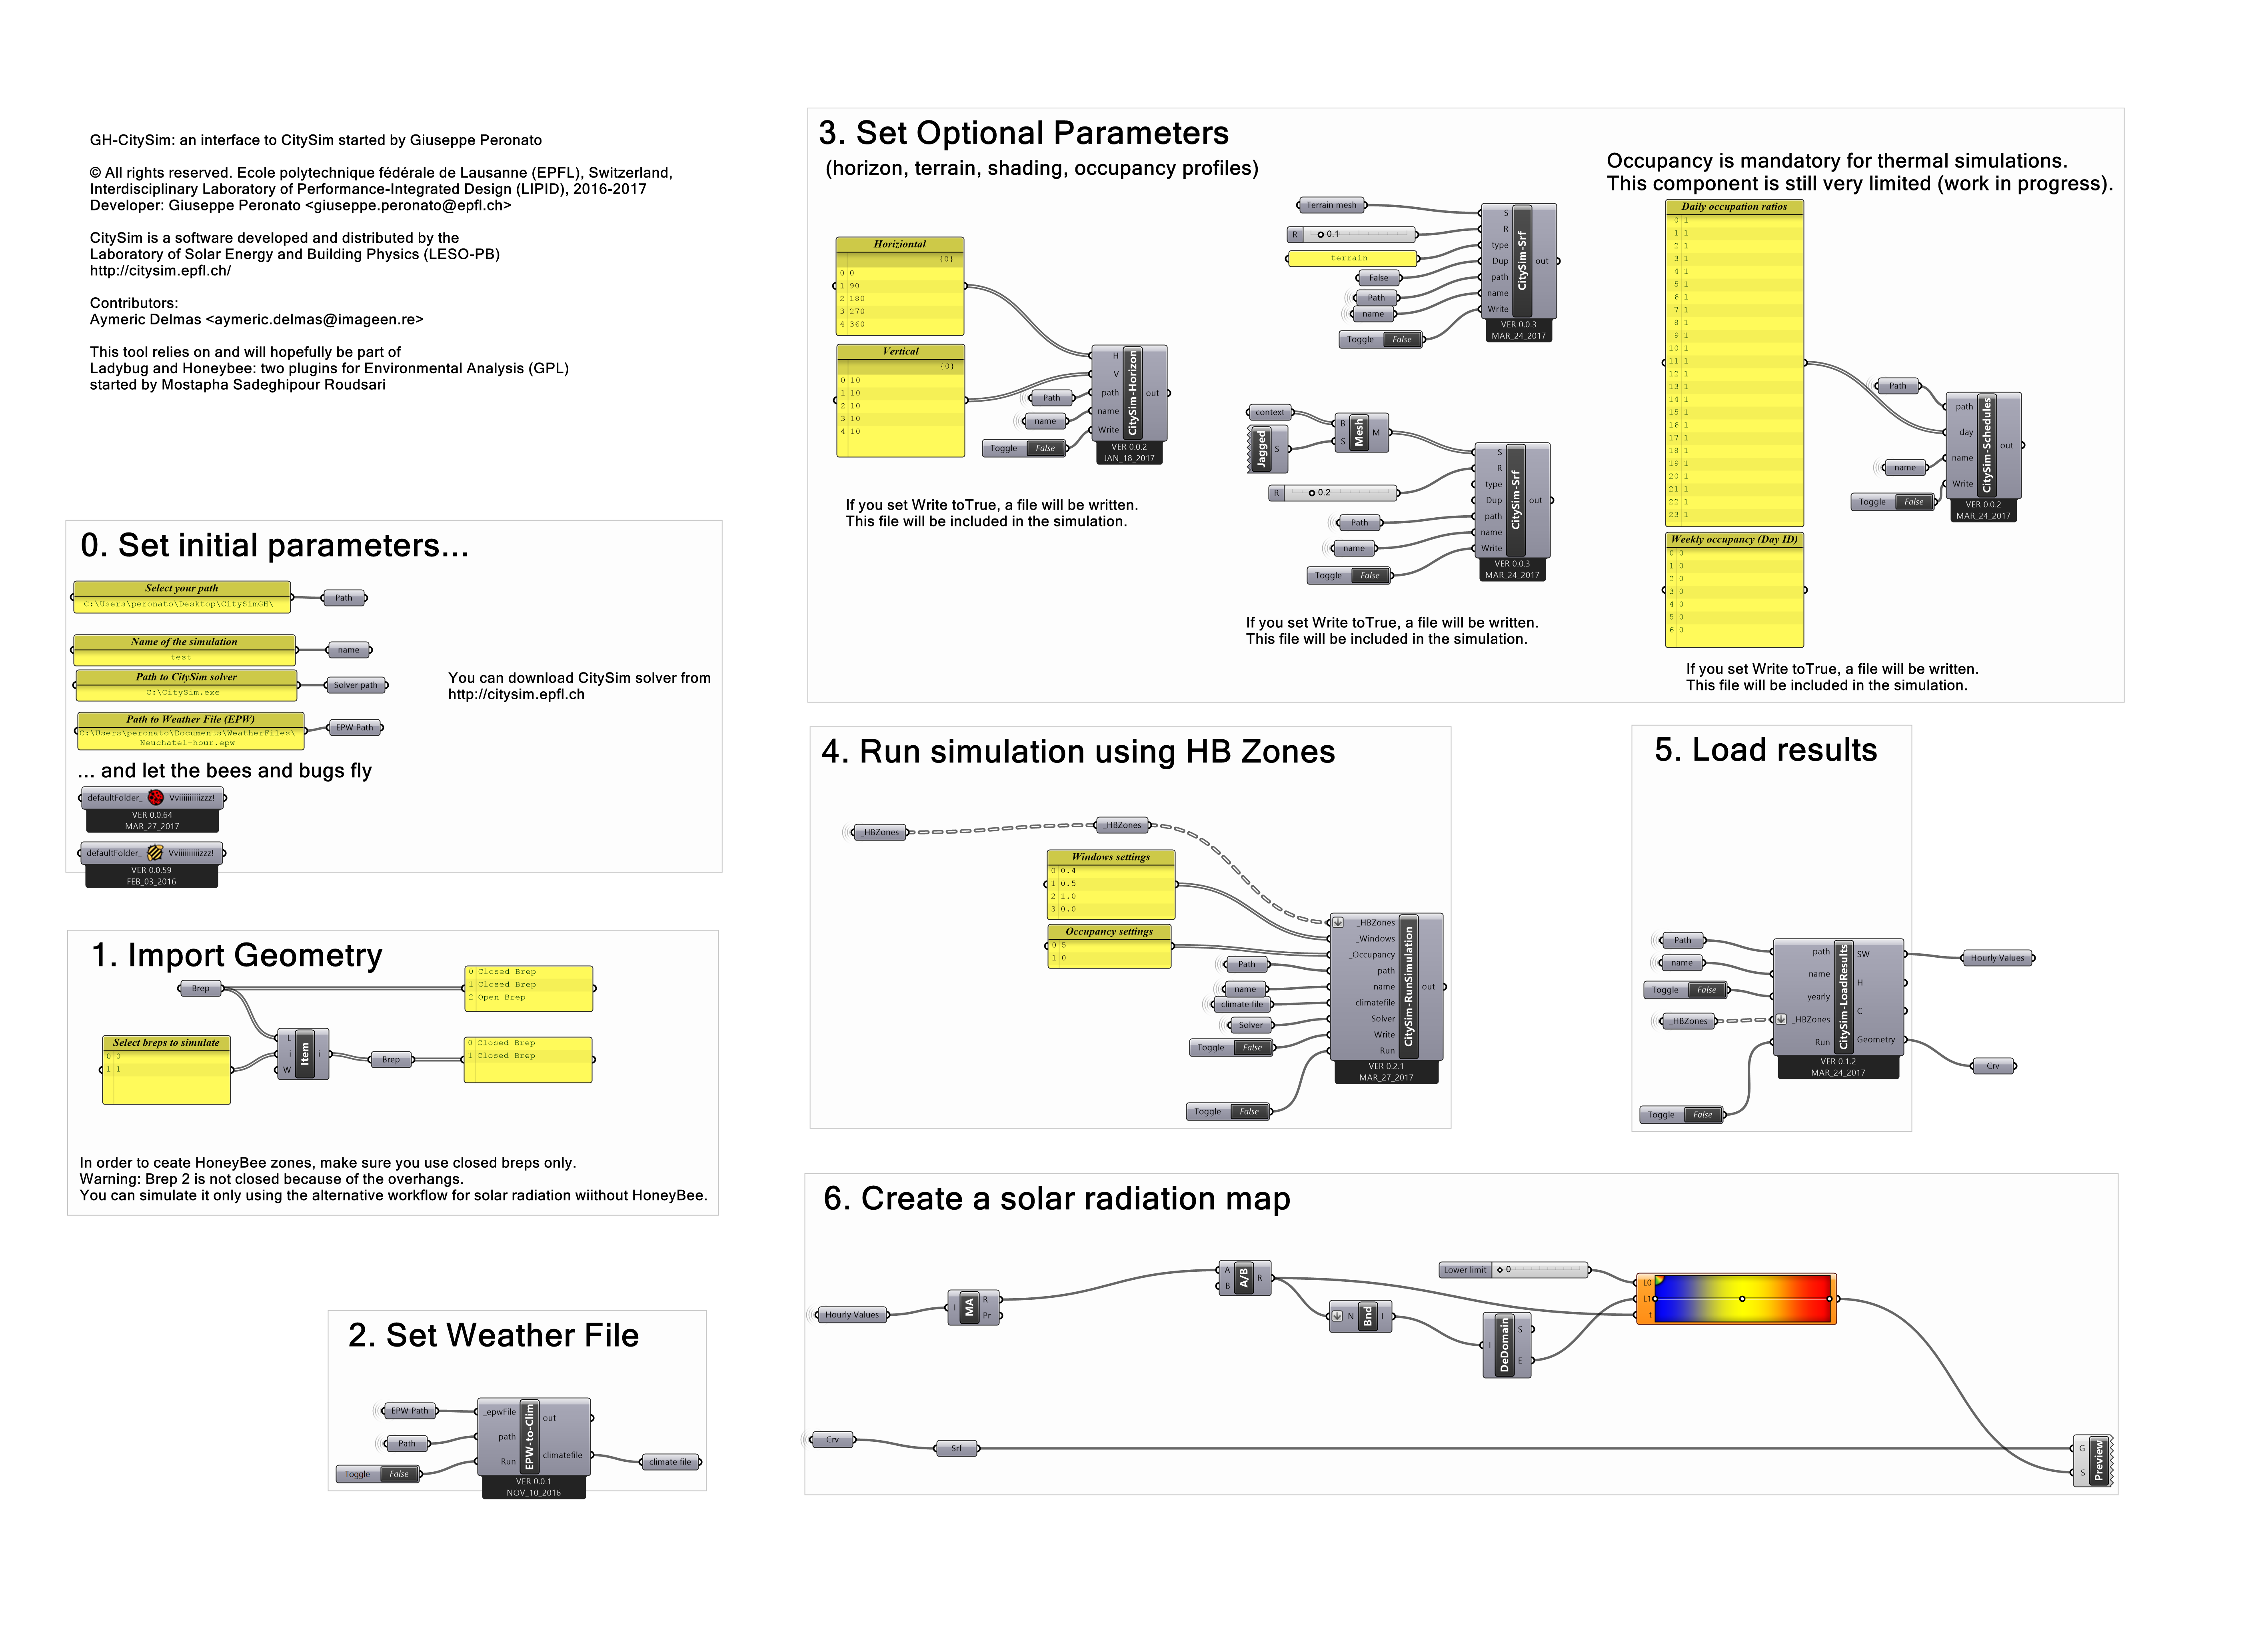 GH-CitySim: an interface to CitySim started by Giuseppe Peronato
© All rights reserved. Ecole polytechnique fédérale de Lausanne (EPFL), Switzerland,
Interdisciplinary Laboratory of Performance-Integrated Design (LIPID), 2016-2017
Developer: Giuseppe Peronato <giuseppe.peronato@epfl.ch>
CitySim is a software developed and distributed by the
Laboratory of Solar Energy and Building Physics (LESO-PB)
http://citysim.epfl.ch/
Contributors:
Aymeric Delmas <aymeric.delmas@imageen.re>
This tool relies on and will hopefully be part of
Ladybug and Honeybee: two plugins for Environmental Analysis (GPL)
started by Mostapha Sadeghipour Roudsari
0. Set initial parameters...
Select your path
C:\Users\peronato\Desktop\CitySimGH\
Path
Name of the simulation
test
name
Path to CitySim solver
C:\CitySim.exe
Solver path
Path to Weather File (EPW)
C:\Users\peronato\Documents\WeatherFiles\
Neuchatel-hour.epw
EPW Path
You can download CitySim solver from
http://citysim.epfl.ch
... and let the bees and bugs fly
defaultFolder_ Vviiiiiiiiizzz!
VER 0.0.64
MAR_27_2017
defaultFolder_ Vviiiiiiiiizzz!
VER 0.0.59
FEB_03_2016
1. Import Geometry
Brep
0 Closed Brep
1 Closed Brep
2 Open Brep
Select breps to simulate
0 0
1 1
L
i
W
Item
i
Brep
0 Closed Brep
1 Closed Brep
In order to ceate HoneyBee zones, make sure you use closed breps only.
Warning: Brep 2 is not closed because of the overhangs.
You can simulate it only using the alternative workflow for solar radiation wiithout HoneyBee.
2. Set Weather File
EPW Path
Path
Toggle False
_epwFile
path
Run
EPW-to-Clim
out
climatefile
VER 0.0.1
NOV_10_2016
climate file
3. Set Optional Parameters
(horizon, terrain, shading, occupancy profiles)
Horiziontal
{0}
0 0
1 90
2 180
3 270
4 360
Vertical
{0}
0 10
1 10
2 10
3 10
4 10
Path
name
Toggle False
H
V
path
name
Write
CitySim-Horizon
out
VER 0.0.2
JAN_18_2017
If you set Write toTrue, a file will be written.
This file will be included in the simulation.
Terrain mesh
R 0.1
terrain
False
Path
name
Toggle False
S
R
type
Dup
path
name
Write
CitySim-Srf
out
VER 0.0.3
MAR_24_2017
context
Jagged
S
B
S
Mesh
M
R 0.2
Path
name
Toggle False
S
R
type
Dup
path
name
Write
CitySim-Srf
out
VER 0.0.3
MAR_24_2017
If you set Write toTrue, a file will be written.
This file will be included in the simulation.
Occupancy is mandatory for thermal simulations.
This component is still very limited (work in progress).
Daily occupation ratios
0 1
1 1
2 1
3 1
4 1
5 1
6 1
7 1
8 1
9 1
10 1
11 1
12 1
13 1
14 1
15 1
16 1
17 1
18 1
19 1
20 1
21 1
22 1
23 1
Weekly occupancy (Day ID)
0 0
1 0
2 0
3 0
4 0
5 0
6 0
Path
name
Toggle False
path
day
name
Write
CitySim-Schedules
out
VER 0.0.2
MAR_24_2017
If you set Write toTrue, a file will be written.
This file will be included in the simulation.
4. Run simulation using HB Zones
_HBZones
_HBZones
Windows settings
0 0.4
1 0.5
2 1.0
3 0.0
Occupancy settings
0 5
1 0
Path
name
climate file
Solver
Toggle False
Toggle False
_HBZones
_Windows
_Occupancy
path
name
climatefile
Solver
Write
Run
CitySim-RunSimulation
out
VER 0.2.1
MAR_27_2017
5. Load results
Path
name
Toggle False
_HBZones
Toggle False
path
name
yearly
_HBZones
Run
CitySim-LoadResults
SW
H
C
Geometry
VER 0.1.2
MAR_24_2017
Hourly Values
Crv
6. Create a solar radiation map
Hourly Values
I
MA
R
Pr
A
B
A/B
R
N
Bnd
I
I
DeDomain
S
E
Lower limit 0
L0
L1
t
Crv
Srf
G
S
Preview